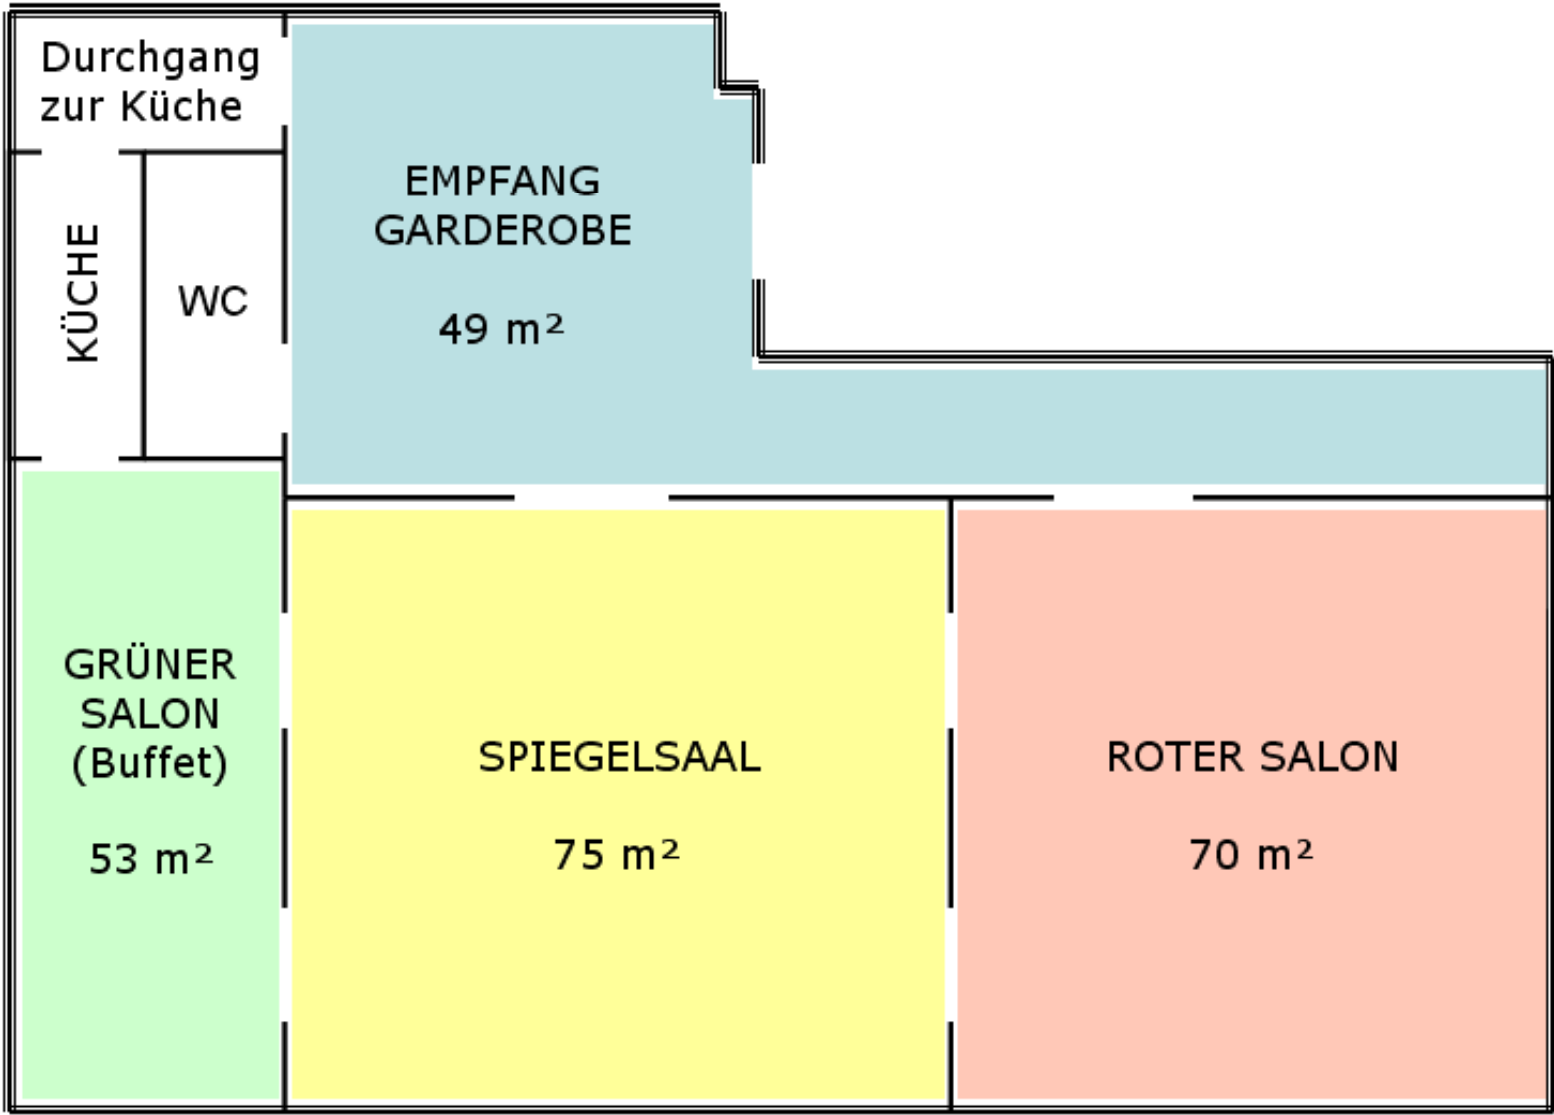 Durchgang
zur Küche
EMPFANG
GARDEROBE
49 m²
KÜCHE
WC
GRÜNER
SALON
(Buffet)
53 m²
SPIEGELSAAL
75 m²
ROTER SALON
70 m²